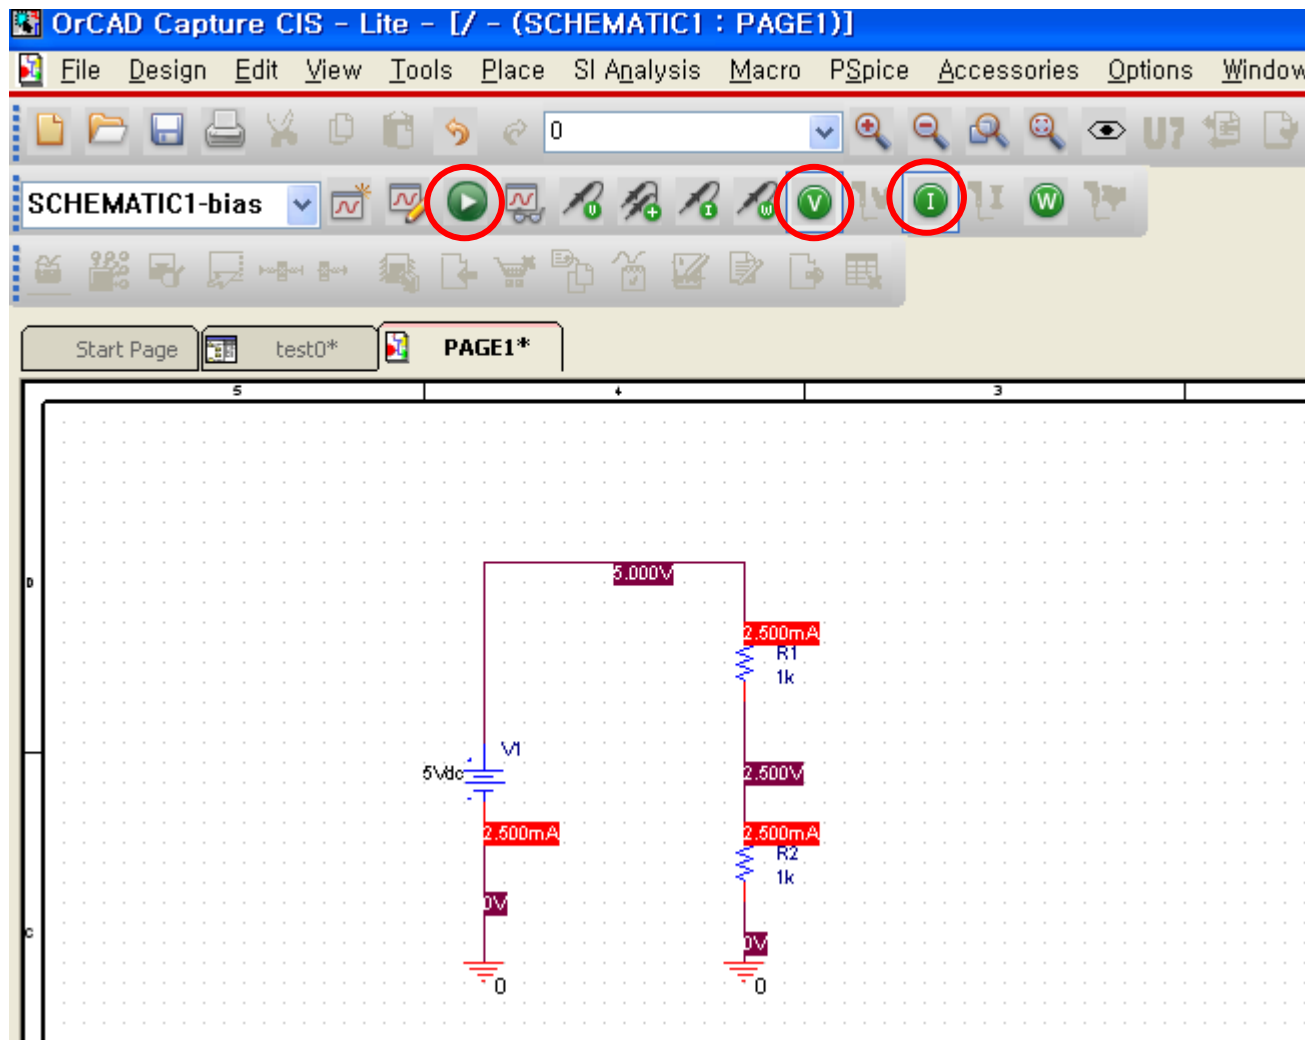 OrCAD Capture CIS - Lite - [/ - (SCHEMATIC1 : PAGE1)]
File Design Edit View Tools Place SI Analysis Macro PSpice Accessories Options Window
0
U?
SCHEMATIC1-bias
V I W
Start Page test0* PAGE1*
5 4 3
D
5.000V
2.500mA
R1
1k
V1
5Vdc
2.500V
2.500mA
2.500mA
R2
1k
0V
C
0V
0
0